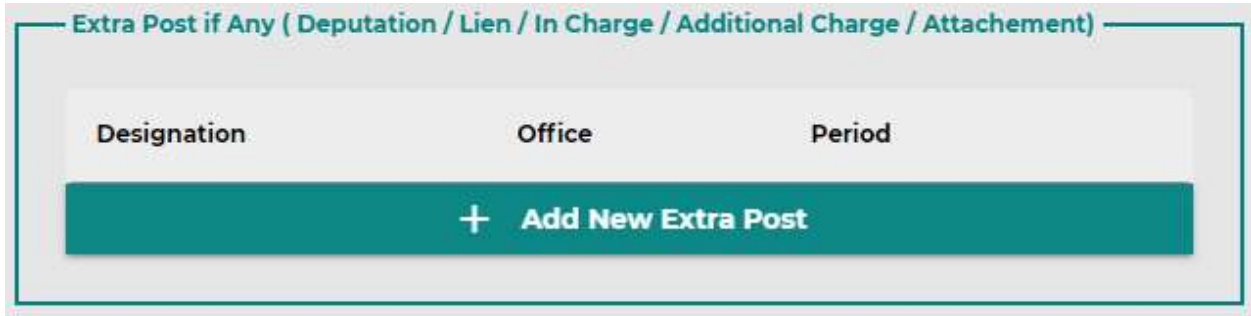 Extra Post if Any ( Deputation / Lien / In Charge / Additional Charge / Attachement)
Designation Office Period
+ Add New Extra Post